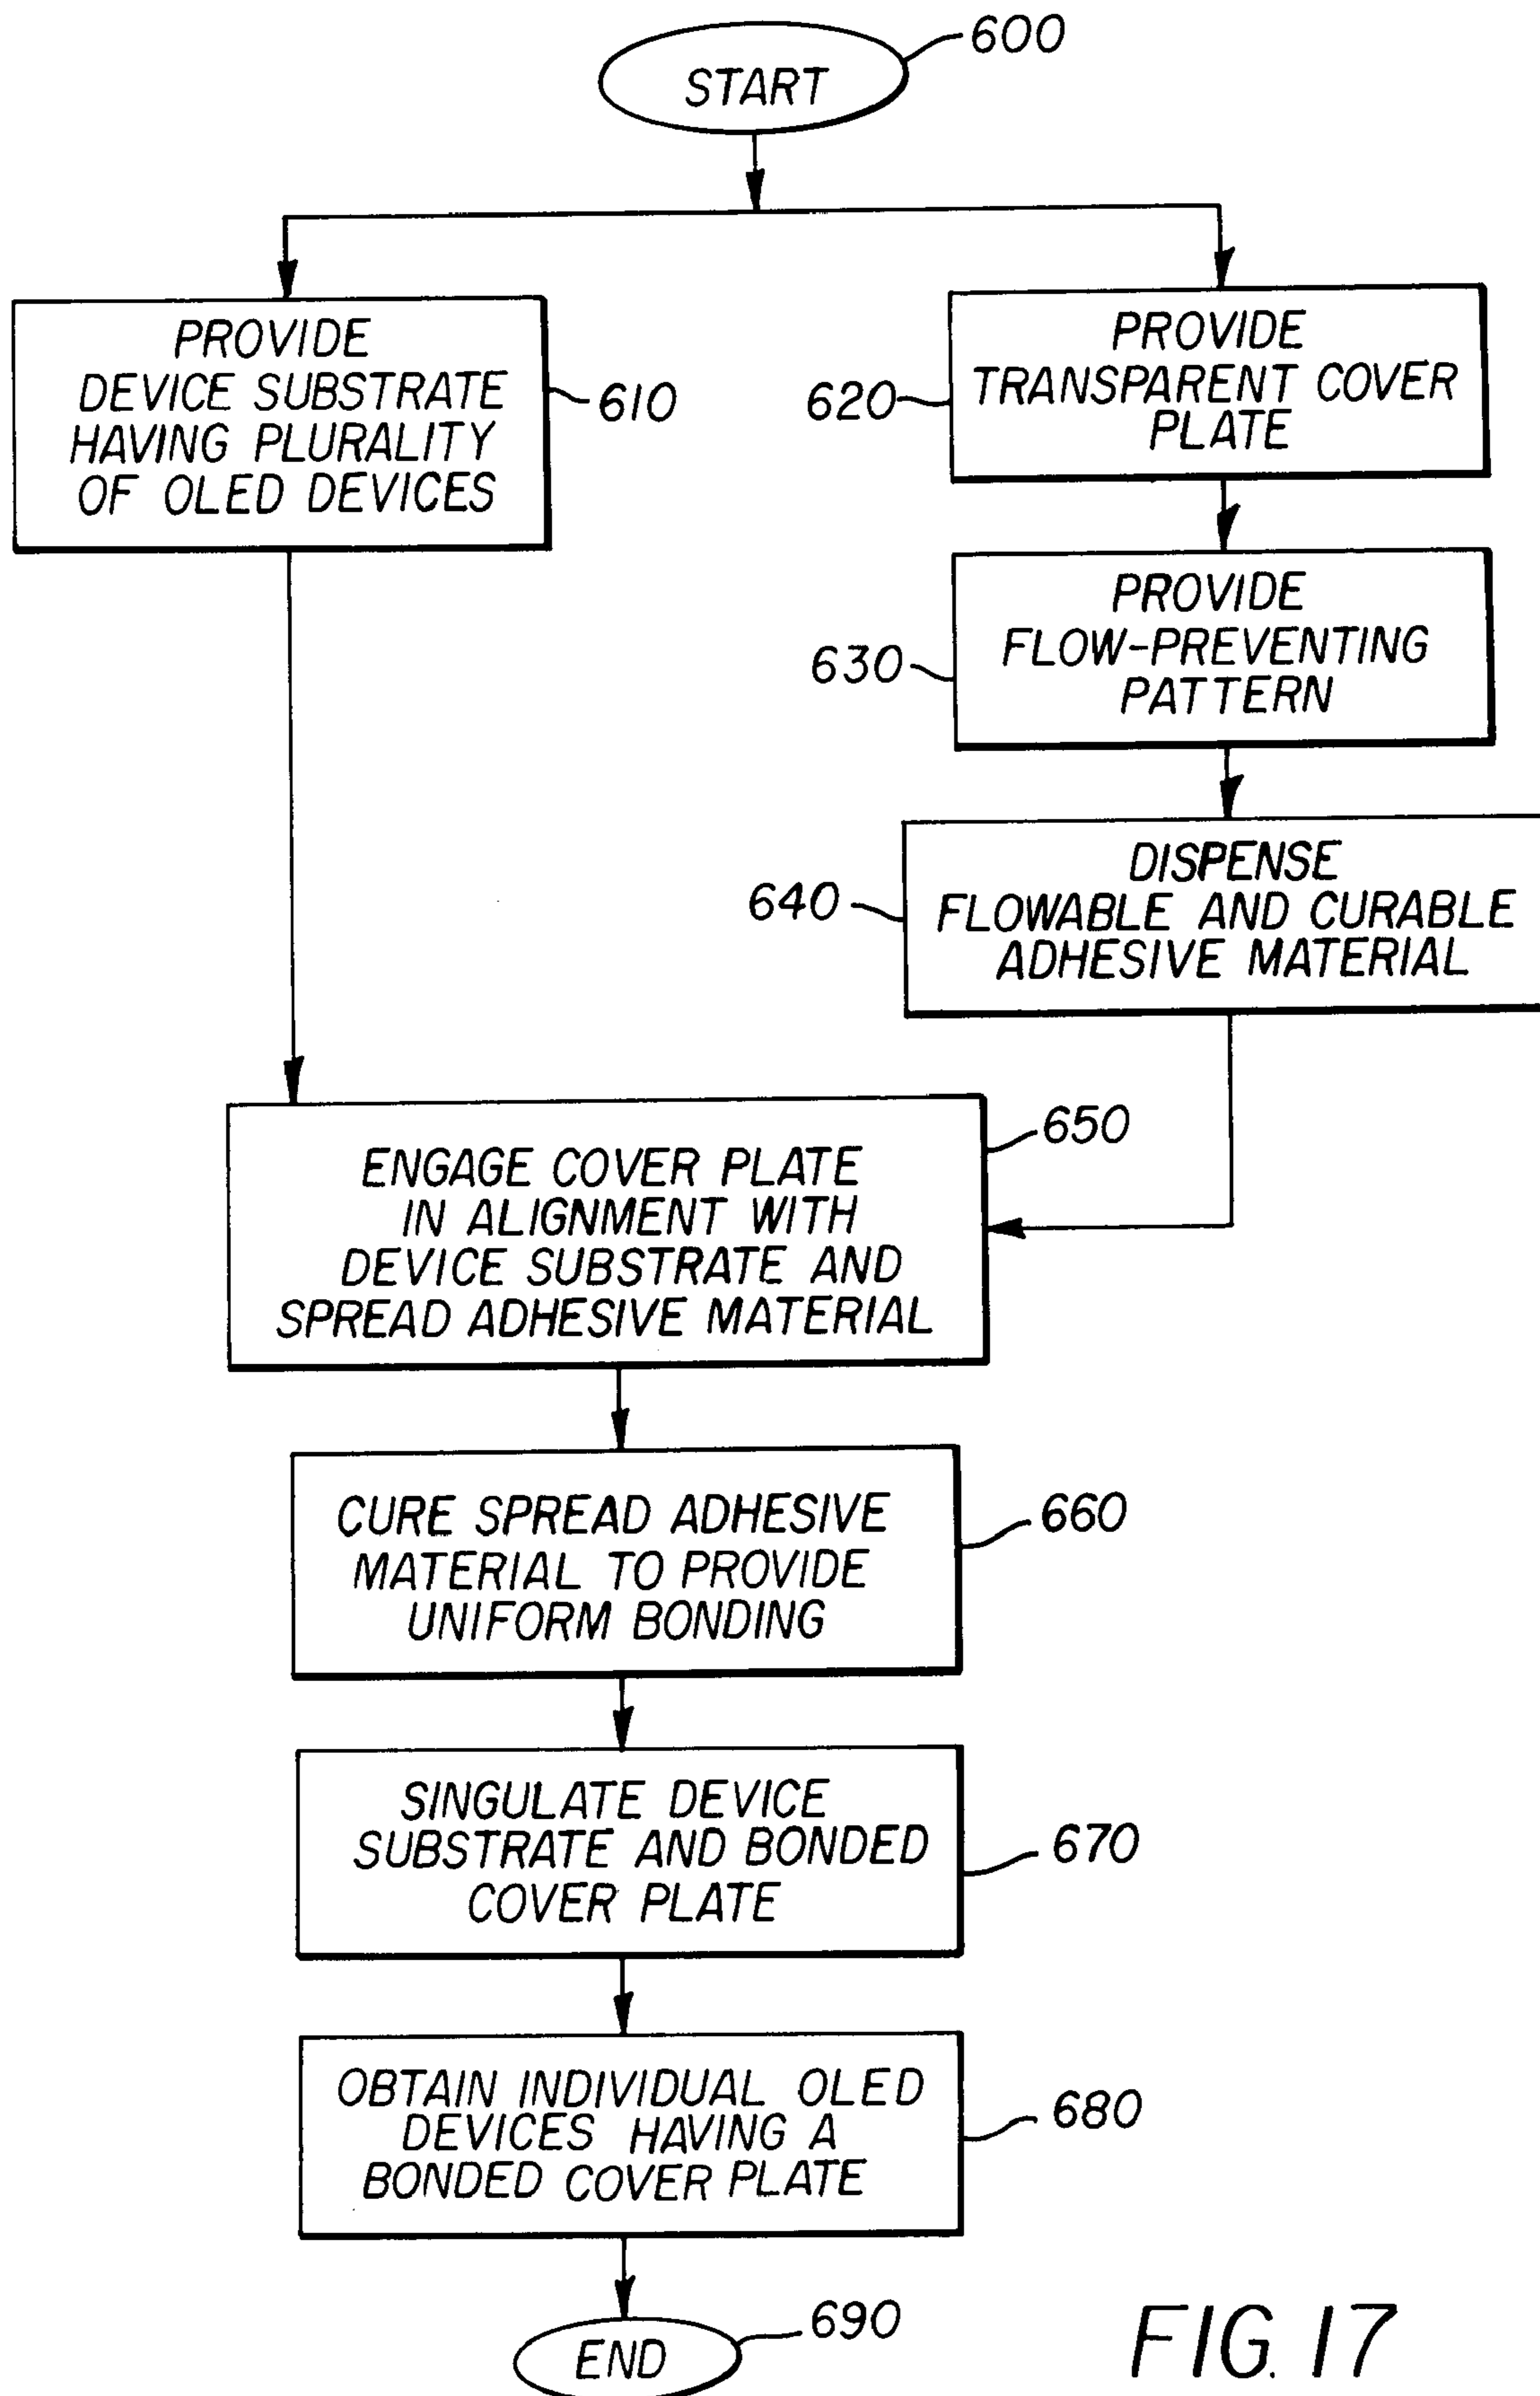 START
600
PROVIDE
DEVICE SUBSTRATE
HAVING PLURALITY
OF OLED DEVICES
610
PROVIDE
TRANSPARENT COVER
PLATE
620
PROVIDE
FLOW-PREVENTING
PATTERN
630
DISPENSE
FLOWABLE AND CURABLE
ADHESIVE MATERIAL
640
ENGAGE COVER PLATE
IN ALIGNMENT WITH
DEVICE SUBSTRATE AND
SPREAD ADHESIVE MATERIAL
650
CURE SPREAD ADHESIVE
MATERIAL TO PROVIDE
UNIFORM BONDING
660
SINGULATE DEVICE
SUBSTRATE AND BONDED
COVER PLATE
670
OBTAIN INDIVIDUAL OLED
DEVICES HAVING A
BONDED COVER PLATE
680
END
690
FIG. 17